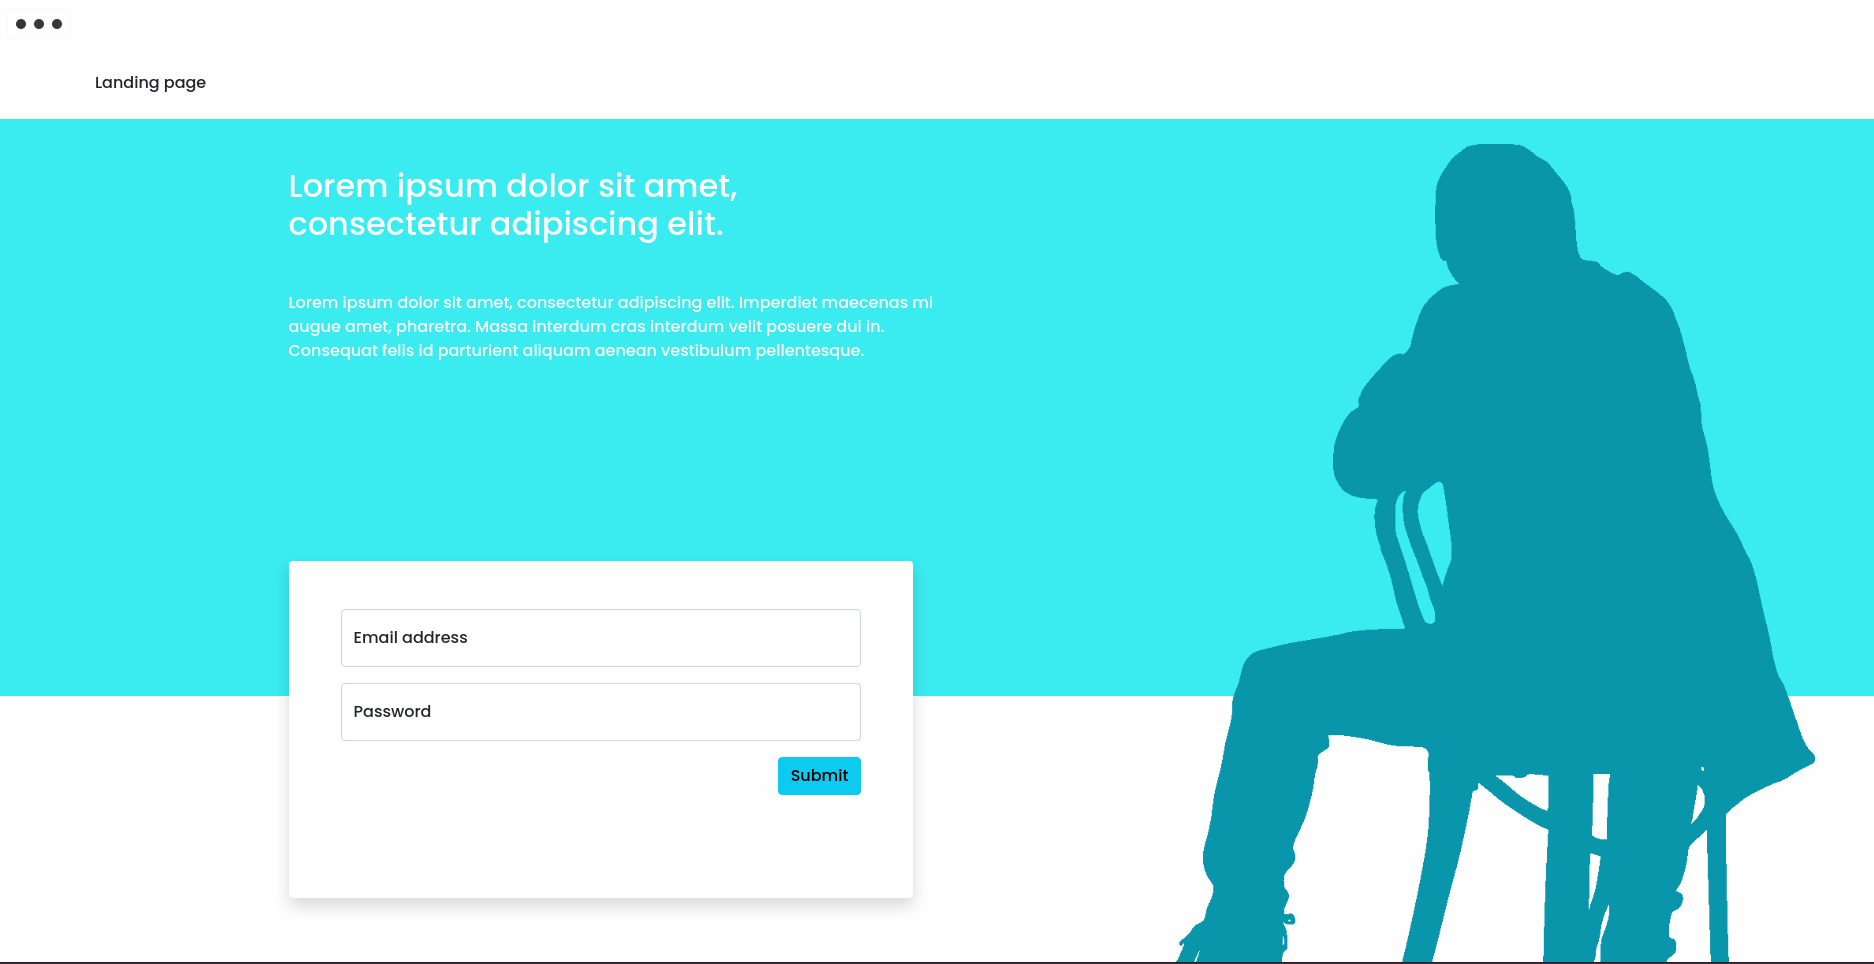 Landing page
Lorem ipsum dolor sit amet,
consectetur adipiscing elit.
Lorem ipsum dolor sit amet, consectetur adipiscing elit. Imperdiet maecenas mi
augue amet, pharetra. Massa interdum cras interdum velit posuere dui in.
Consequat felis id parturient aliquam aenean vestibulum pellentesque.
Email address
Password
Submit